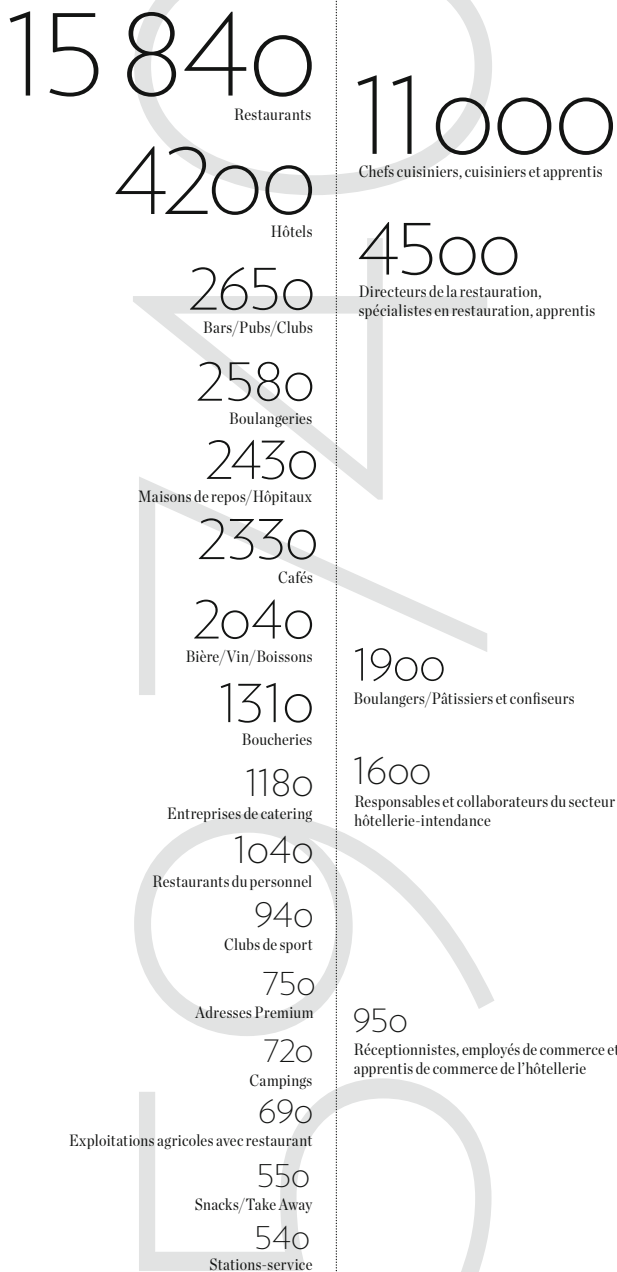 15 840
Restaurants
4200
Hôtels
2650
Bars/Pubs/Clubs
2580
Boulangeries
2430
Maisons de repos/Hôpitaux
2330
Cafés
2040
Bière/Vin/Boissons
1310
Boucheries
1180
Entreprises de catering
1040
Restaurants du personnel
940
Clubs de sport
750
Adresses Premium
720
Campings
690
Exploitations agricoles avec restaurant
550
Snacks/Take Away
540
Stations-service
11000
Chefs cuisiniers, cuisiniers et apprentis
4500
Directeurs de la restauration,
spécialistes en restauration, apprentis
1900
Boulangers/Pâtissiers et confiseurs
1600
Responsables et collaborateurs du secteur
hôtellerie-intendance
950
Réceptionnistes, employés de commerce et
apprentis de commerce de l’hôtellerie